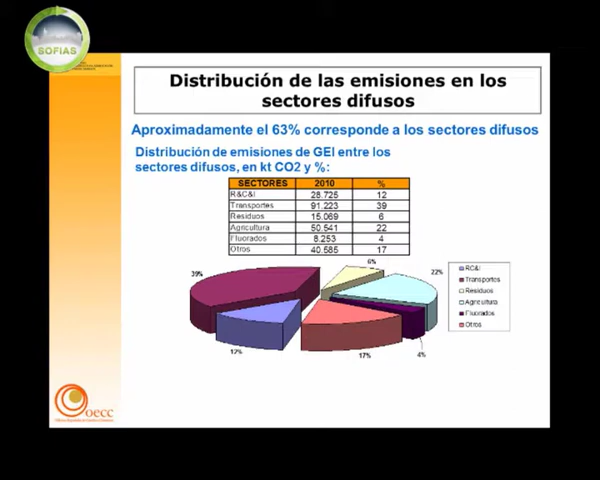 SOFIAS
Distribución de las emisiones en los
sectores difusos
Aproximadamente el 63% corresponde a los sectores difusos
Distribución de emisiones de GEI entre los
sectores difusos, en kt CO2 y %:
SECTORES 2010 %
R&C&I 28.725 12
Transportes 91.223 39
Residuos 15.069 6
Agricultura 50.541 22
Fluorados 8.253 4
Otros 40.585 17
6%
39%
22%
12%
17%
4%
RC&I
Transportes
Residuos
Agricultura
Fluorados
Otros
oecc